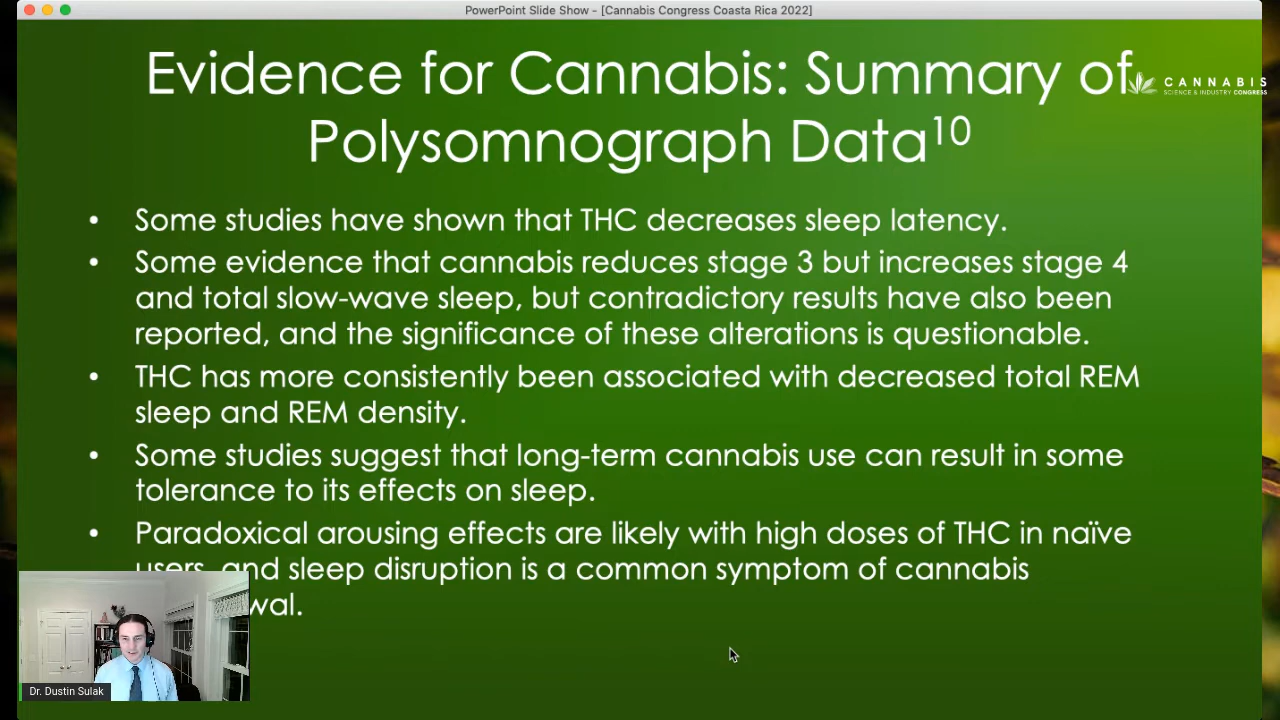 PowerPoint Slide Show - [Cannabis Congress Coasta Rica 2022]
Evidence for Cannabis: Summary of
Polysomnograph Data10
CANNABIS
SCIENCE & INDUSTRY CONGRESS
• Some studies have shown that THC decreases sleep latency.
• Some evidence that cannabis reduces stage 3 but increases stage 4
and total slow-wave sleep, but contradictory results have also been
reported, and the significance of these alterations is questionable.
• THC has more consistently been associated with decreased total REM
sleep and REM density.
• Some studies suggest that long-term cannabis use can result in some
tolerance to its effects on sleep.
• Paradoxical arousing effects are likely with high doses of THC in naïve
users, and sleep disruption is a common symptom of cannabis
Dr. Dustin Sulak